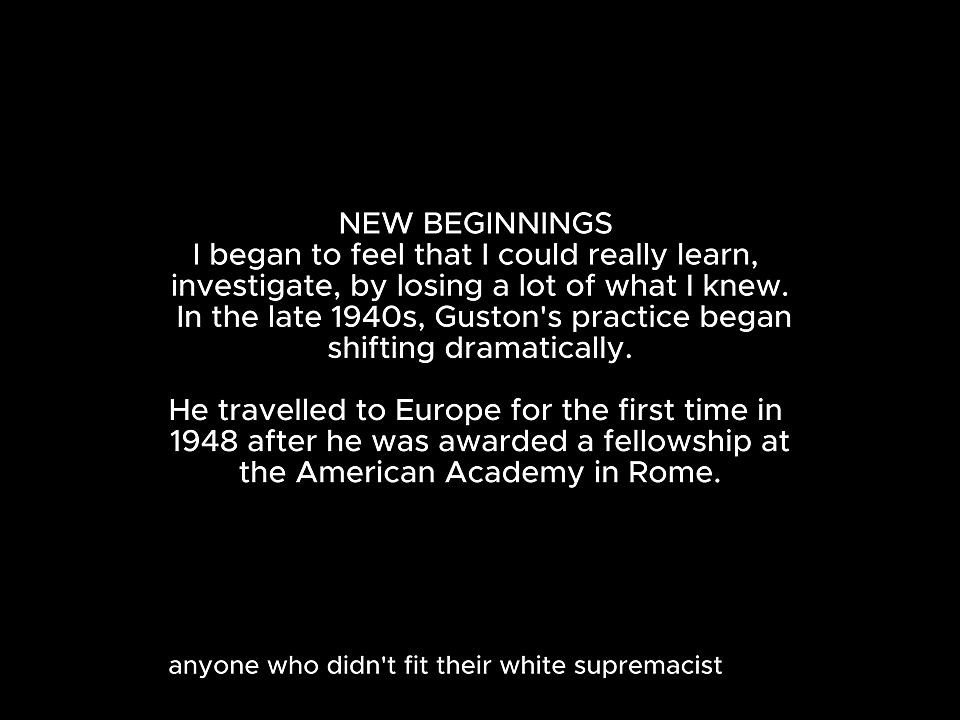 NEW BEGINNINGS
I began to feel that I could really learn,
investigate, by losing a lot of what I knew.
In the late 1940s, Guston's practice began
shifting dramatically.
He travelled to Europe for the first time in
1948 after he was awarded a fellowship at
the American Academy in Rome.
anyone who didn't fit their white supremacist